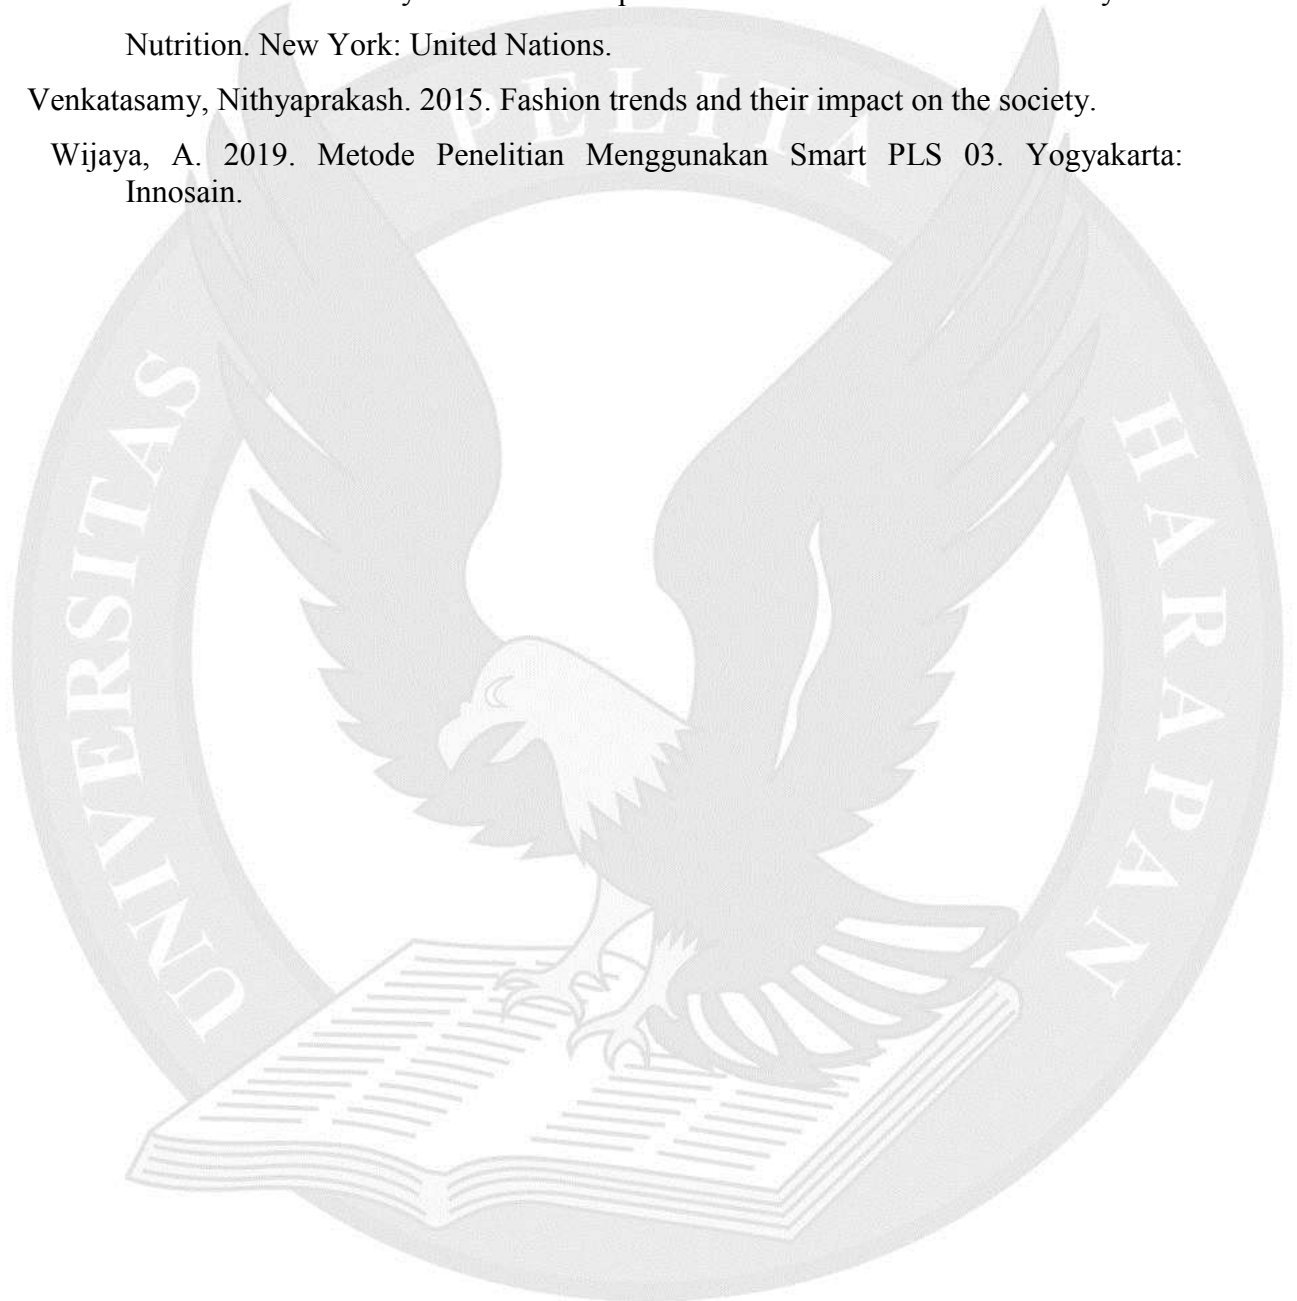 Nutrition. New York: United Nations.
Venkatasamy, Nithyaprakash. 2015. Fashion trends and their impact on the society.
Wijaya, A. 2019. Metode Penelitian Menggunakan Smart PLS 03. Yogyakarta:
Innosain.
UNIVERSITAS PELITA HARAPAN